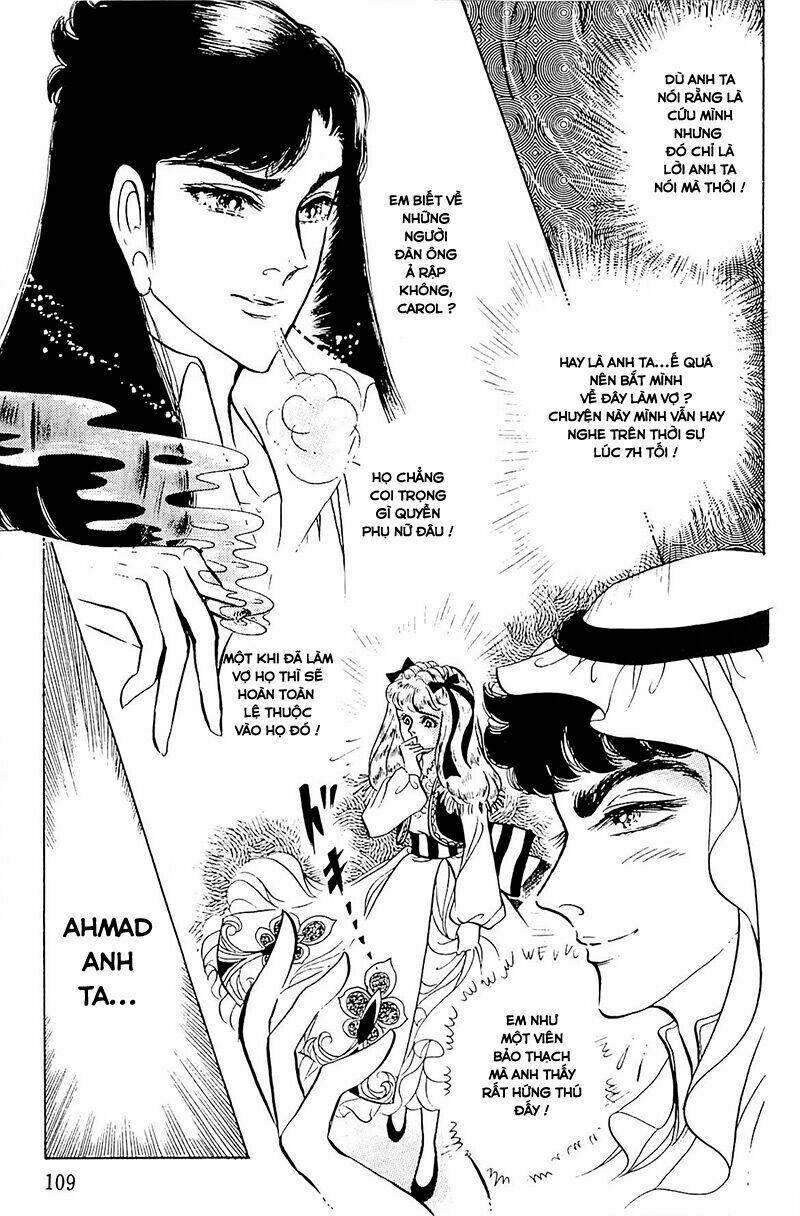 DÙ ANH TA
NÓI RẰNG LÀ
CỨU MÌNH
NHƯNG
ĐÓ CHỈ LÀ
LỜI ANH TA
NÓI MÀ THÔI !
EM BIẾT VỀ
NHỮNG
NGƯỜI
ĐÀN ÔNG
Ả RẬP
KHÔNG,
CAROL ?
HAY LÀ ANH TA...Ế QUÁ
NÊN BẮT MÌNH
VỀ ĐÂY LÀM VỢ ?
CHUYỆN NÀY MÌNH VẪN HAY
NGHE TRÊN THỜI SỰ
LÚC 7H TỐI !
HỌ CHẲNG
COI TRỌNG
GÌ QUYỀN
PHỤ NỮ ĐÂU !
MỘT KHI ĐÃ LÀM
VỢ HỌ THÌ SẼ
HOÀN TOÀN
LỆ THUỘC
VÀO HỌ ĐÓ !
ドキ…
AHMAD
ANH
TA...
EM NHƯ
MỘT VIÊN
BẢO THẠCH
MÀ ANH THẤY
RẤT HỨNG THÚ
ĐẤY !
109